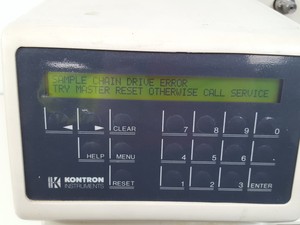 SAMPLE CHAIN DRIVE ERROR
TRY MASTER RESET OTHERWISE CALL SERVICE
◄ ► CLEAR 7 8 9 0
HELP MENU 4 5 6
KONTRON
INSTRUMENTS
RESET 1 2 3 ENTER